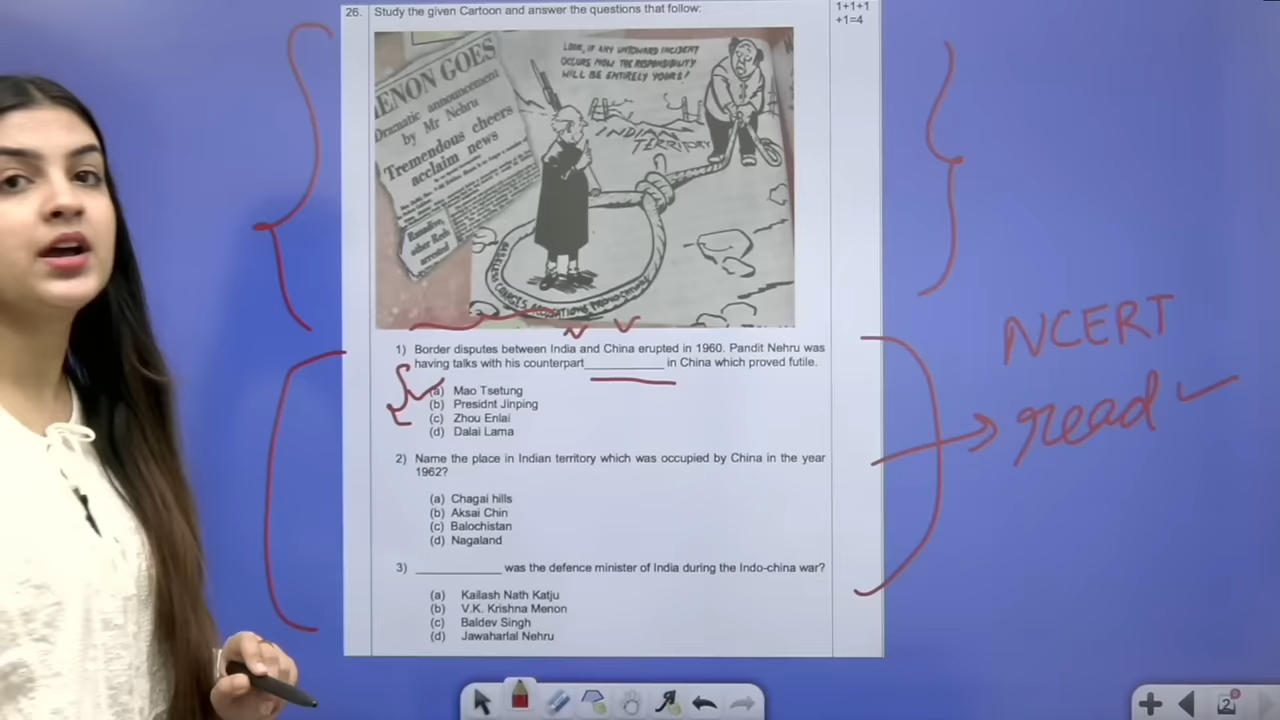 26. Study the given Cartoon and answer the questions that follow:
1+1+1
+1=4
ENON GOES
Dramatic announcement
by Mr Nehru
Tremendous cheers
acclaim news
LOOK, IF ANY UNTOWARD INCIDENT
OCCURS NOW THE RESPONSIBILITY
WILL BE ENTIRELY YOURS!
INDIAN
TERRITORY
1) Border disputes between India and China erupted in 1960. Pandit Nehru was
having talks with his counterpart____________ in China which proved futile.
(a) Mao Tsetung
(b) Presidnt Jinping
(c) Zhou Enlai
(d) Dalai Lama
2) Name the place in Indian territory which was occupied by China in the year
1962?
(a) Chagai hills
(b) Aksai Chin
(c) Balochistan
(d) Nagaland
3) _____________ was the defence minister of India during the Indo-china war?
(a) Kailash Nath Katju
(b) V.K. Krishna Menon
(c) Baldev Singh
(d) Jawaharlal Nehru
NCERT
read
2